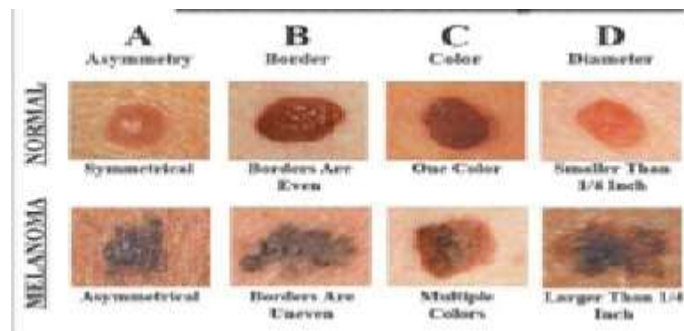 A B C D
Asymmetry Border Color Diameter
NORMAL
Symmetrical Borders Are Even One Color Smaller Than 1/4 Inch
MELANOMA
Asymmetrical Borders Are Uneven Multiple Colors Larger Than 1/4 Inch